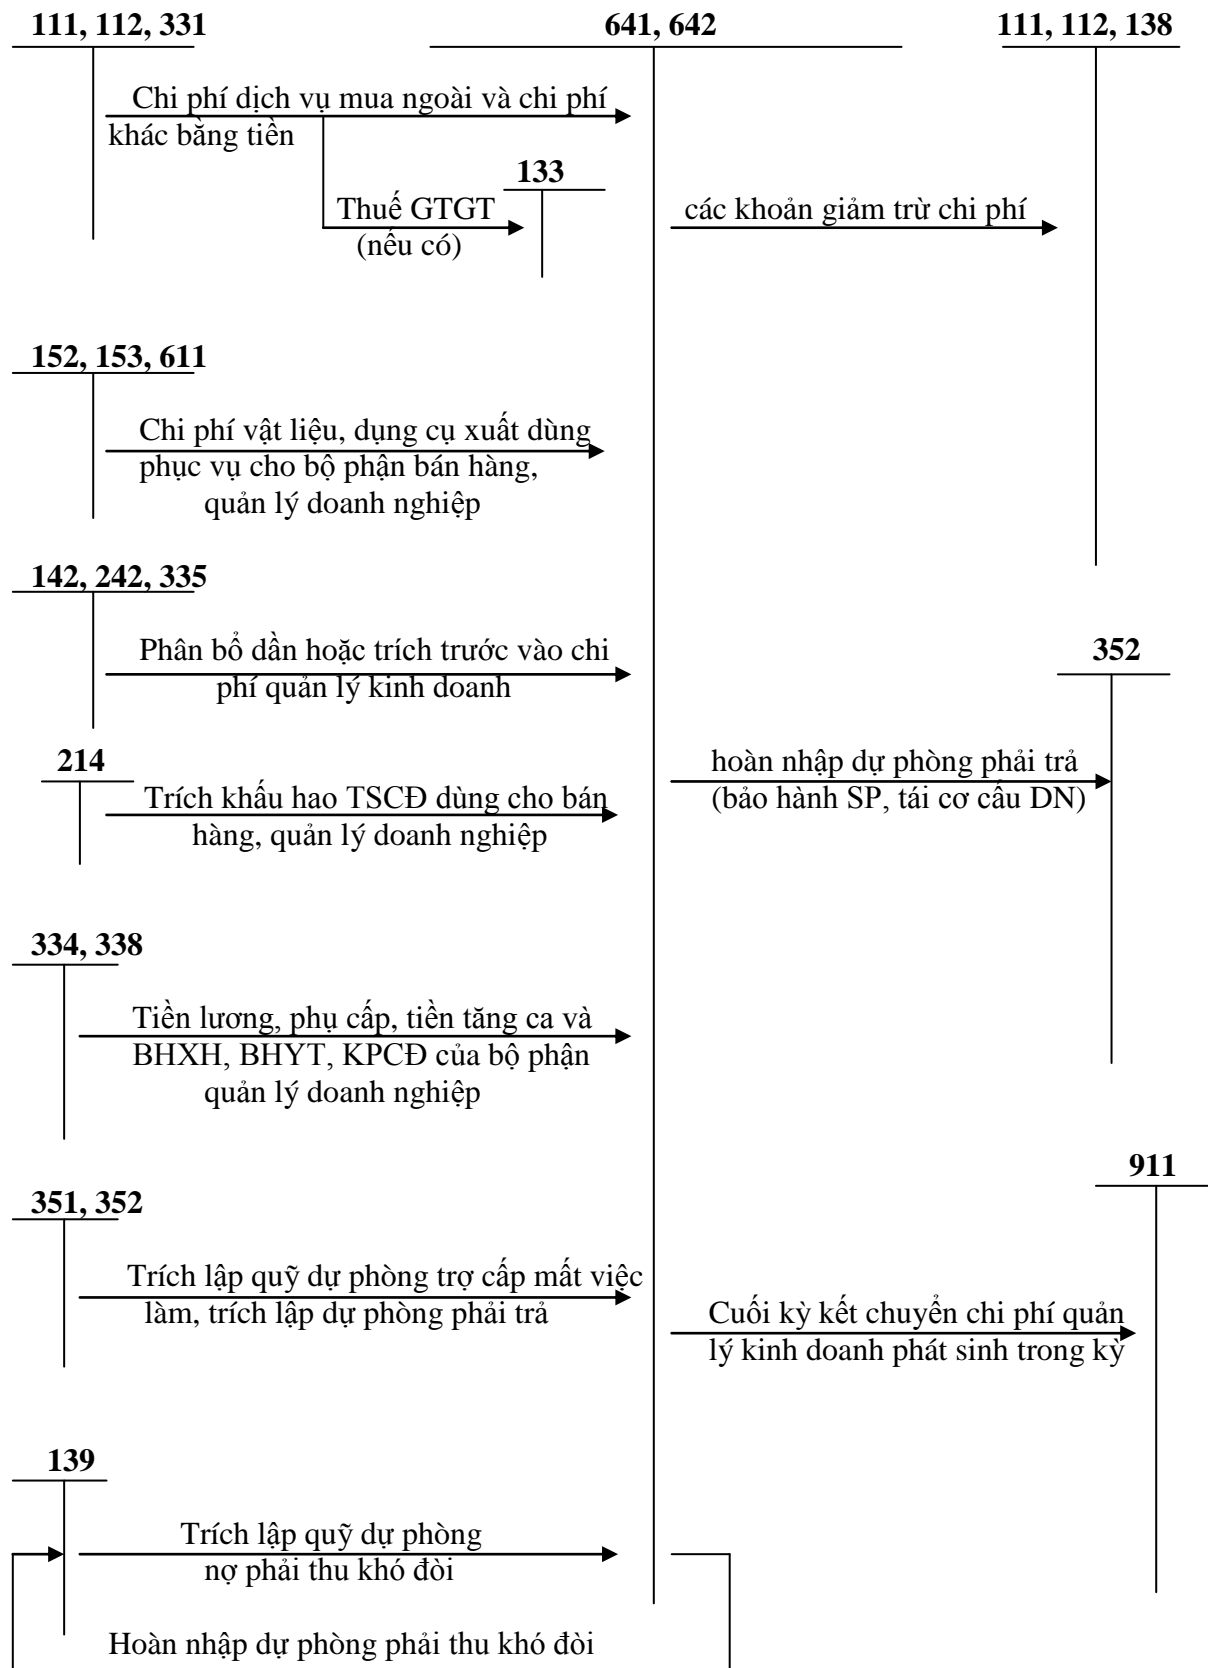 111, 112, 331
641, 642
111, 112, 138
Chi phí dịch vụ mua ngoài và chi phí
khác bằng tiền
133
Thuế GTGT
(nếu có)
các khoản giảm trừ chi phí
152, 153, 611
Chi phí vật liệu, dụng cụ xuất dùng
phục vụ cho bộ phận bán hàng,
quản lý doanh nghiệp
142, 242, 335
Phân bổ dần hoặc trích trước vào chi
phí quản lý kinh doanh
352
214
Trích khấu hao TSCĐ dùng cho bán
hàng, quản lý doanh nghiệp
hoàn nhập dự phòng phải trả
(bảo hành SP, tái cơ cấu DN)
334, 338
Tiền lương, phụ cấp, tiền tăng ca và
BHXH, BHYT, KPCĐ của bộ phận
quản lý doanh nghiệp
911
351, 352
Trích lập quỹ dự phòng trợ cấp mất việc
làm, trích lập dự phòng phải trả
Cuối kỳ kết chuyển chi phí quản
lý kinh doanh phát sinh trong kỳ
139
Trích lập quỹ dự phòng
nợ phải thu khó đòi
Hoàn nhập dự phòng phải thu khó đòi